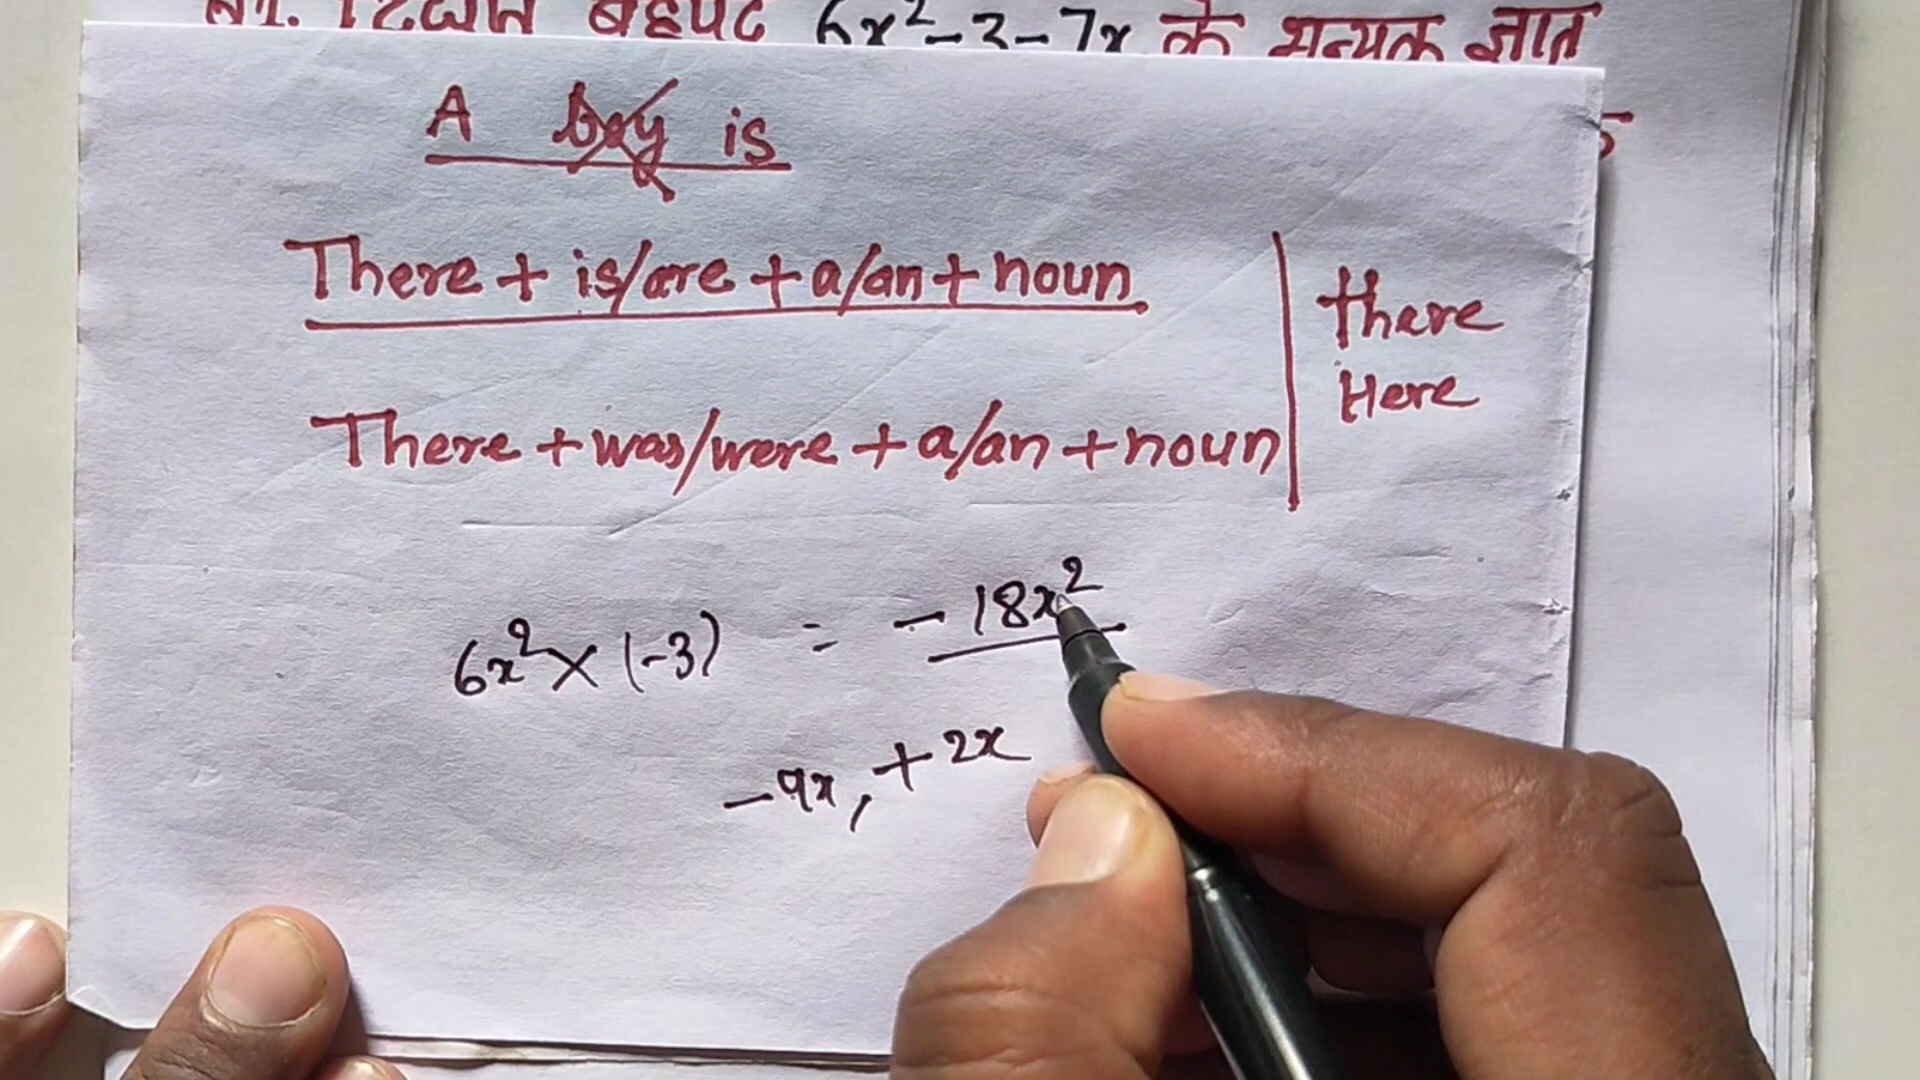 द्विघात बहुपद 6x² - 3 - 7x के शून्यक ज्ञात
A boy is
There + is/are + a/an + noun
There
Here
There + was/were + a/an + noun
6x² × (-3) = - 18x²
- 9x, + 2x